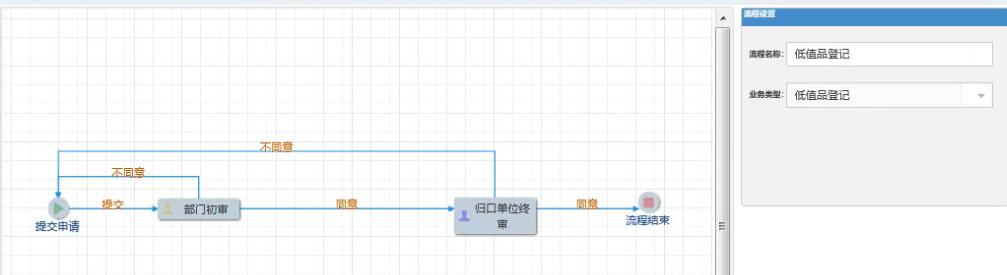 流程设置
流程名称: 低值品登记
业务类型: 低值品登记
不同意
不同意
提交
部门初审
同意
归口单位终
审
同意
提交申请
流程结束